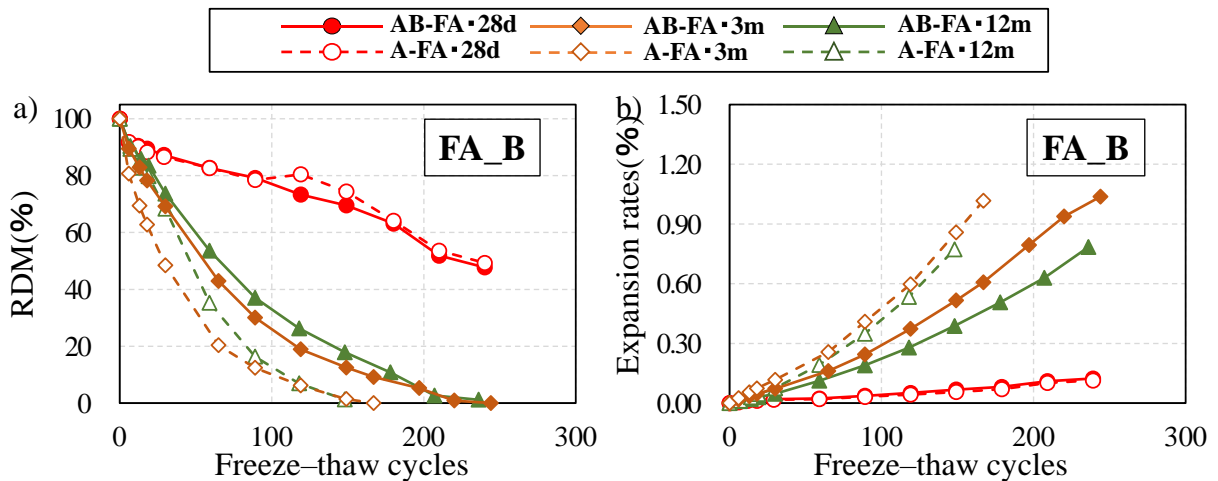 AB-FA・28d AB-FA・3m AB-FA・12m
A-FA・28d A-FA・3m A-FA・12m
a)
100
80
60
40
20
0
RDM(%)
FA_B
0 100 200 300
Freeze–thaw cycles
b)
1.50
1.20
0.90
0.60
0.30
0.00
Expansion rates(%)
FA_B
0 100 200 300
Freeze–thaw cycles